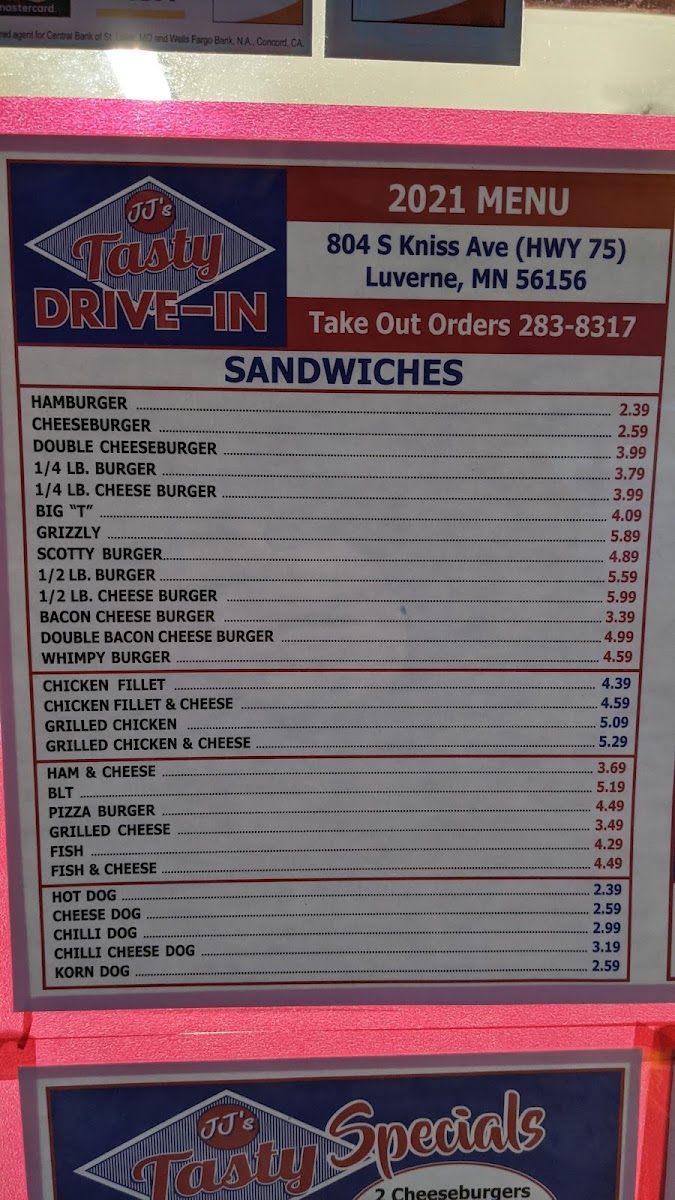 mastercard
red agent for Central Bank of St. Louis, MO and Wells Fargo Bank, N.A., Concord, CA.
JJ's
Tasty
DRIVE-IN
2021 MENU
804 S Kniss Ave (HWY 75)
Luverne, MN 56156
Take Out Orders 283-8317
SANDWICHES
HAMBURGER 2.39
CHEESEBURGER 2.59
DOUBLE CHEESEBURGER 3.99
1/4 LB. BURGER 3.79
1/4 LB. CHEESE BURGER 3.99
BIG "T" 4.09
GRIZZLY 5.89
SCOTTY BURGER 4.89
1/2 LB. BURGER 5.59
1/2 LB. CHEESE BURGER 5.99
BACON CHEESE BURGER 3.39
DOUBLE BACON CHEESE BURGER 4.99
WHIMPY BURGER 4.59
CHICKEN FILLET 4.39
CHICKEN FILLET & CHEESE 4.59
GRILLED CHICKEN 5.09
GRILLED CHICKEN & CHEESE 5.29
HAM & CHEESE 3.69
BLT 5.19
PIZZA BURGER 4.49
GRILLED CHEESE 3.49
FISH 4.29
FISH & CHEESE 4.49
HOT DOG 2.39
CHEESE DOG 2.59
CHILLI DOG 2.99
CHILLI CHEESE DOG 3.19
KORN DOG 2.59
JJ's
Tasty Specials
2 Cheeseburgers